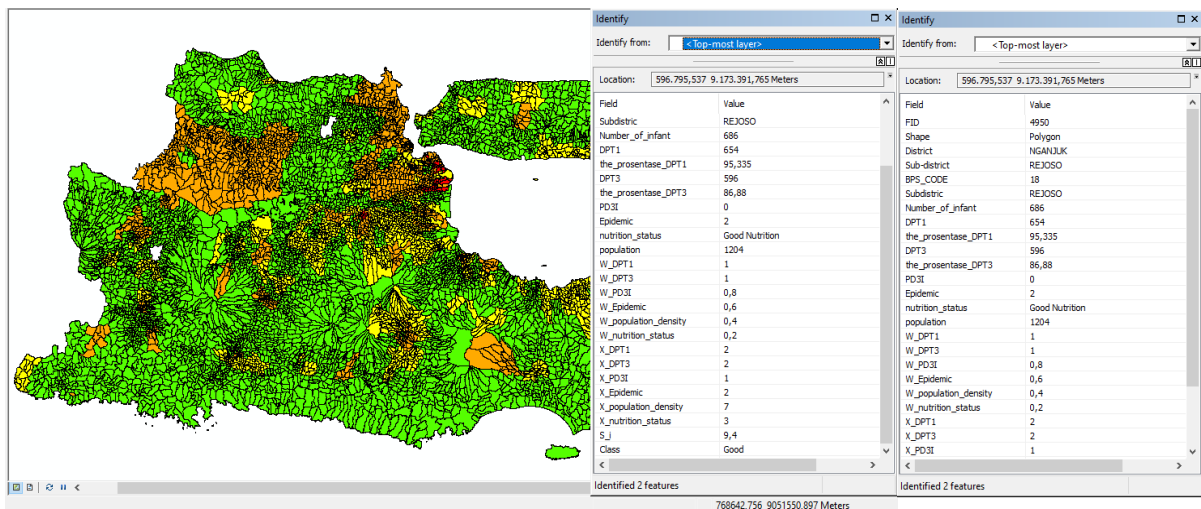 Identify
Identify from: <Top-most layer>
Location: 596.795,537 9.173.391,765 Meters
Field Value
Subdistric REJOSO
Number_of_infant 686
DPT1 654
the_prosentase_DPT1 95,335
DPT3 596
the_prosentase_DPT3 86,88
PD3I 0
Epidemic 2
nutrition_status Good Nutrition
population 1204
W_DPT1 1
W_DPT3 1
W_PD3I 0,8
W_Epidemic 0,6
W_population_density 0,4
W_nutrition_status 0,2
X_DPT1 2
X_DPT3 2
X_PD3I 1
X_Epidemic 2
X_population_density 7
X_nutrition_status 3
S_i 9,4
Class Good
Identified 2 features
Identify
Identify from: <Top-most layer>
Location: 596.795,537 9.173.391,765 Meters
Field Value
FID 4950
Shape Polygon
District NGANJUK
Sub-district REJOSO
BPS_CODE 18
Subdistric REJOSO
Number_of_infant 686
DPT1 654
the_prosentase_DPT1 95,335
DPT3 596
the_prosentase_DPT3 86,88
PD3I 0
Epidemic 2
nutrition_status Good Nutrition
population 1204
W_DPT1 1
W_DPT3 1
W_PD3I 0,8
W_Epidemic 0,6
W_population_density 0,4
W_nutrition_status 0,2
X_DPT1 2
X_DPT3 2
X_PD3I 1
Identified 2 features
768642,756 9051550,897 Meters